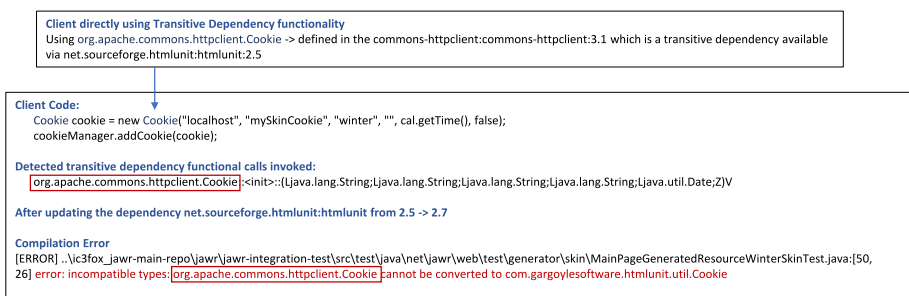 Client directly using Transitive Dependency functionality
Using org.apache.commons.httpclient.Cookie -> defined in the commons-httpclient:commons-httpclient:3.1 which is a transitive dependency available
via net.sourceforge.htmlunit:htmlunit:2.5
Client Code:
Cookie cookie = new Cookie("localhost", "mySkinCookie", "winter", "", cal.getTime(), false);
cookieManager.addCookie(cookie);
Detected transitive dependency functional calls invoked:
org.apache.commons.httpclient.Cookie:<init>::(Ljava.lang.String;Ljava.lang.String;Ljava.lang.String;Ljava.lang.String;Ljava.util.Date;Z)V
After updating the dependency net.sourceforge.htmlunit:htmlunit from 2.5 -> 2.7
Compilation Error
[ERROR] ..\ic3fox_jawr-main-repo\jawr\jawr-integration-test\src\test\java\net\jawr\web\test\generator\skin\MainPageGeneratedResourceWinterSkinTest.java:[50,
26] error: incompatible types: org.apache.commons.httpclient.Cookie cannot be converted to com.gargoylesoftware.htmlunit.util.Cookie